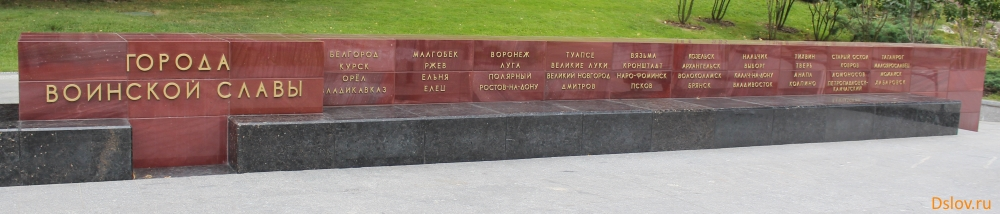 ГОРОДА
ВОИНСКОЙ СЛАВЫ
БЕЛГОРОД
КУРСК
ОРЁЛ
ВЛАДИКАВКАЗ
МАЛГОБЕК
РЖЕВ
ЕЛЬНЯ
ЕЛЕЦ
ВОРОНЕЖ
ЛУГА
ПОЛЯРНЫЙ
РОСТОВ-НА-ДОНУ
ТУАПСЕ
ВЕЛИКИЕ ЛУКИ
ВЕЛИКИЙ НОВГОРОД
ДМИТРОВ
ВЯЗЬМА
КРОНШТАДТ
НАРО-ФОМИНСК
ПСКОВ
КОЗЕЛЬСК
АРХАНГЕЛЬСК
ВОЛОКОЛАМСК
БРЯНСК
НАЛЬЧИК
ВЫБОРГ
КАЛАЧ-НА-ДОНУ
ВЛАДИВОСТОК
ТИХВИН
ТВЕРЬ
АНАПА
КОЛПИНО
СТАРЫЙ ОСКОЛ
КОВРОВ
ЛОМОНОСОВ
ПЕТРОПАВЛОВСК-
КАМЧАТСКИЙ
ТАГАНРОГ
МАЛОЯРОСЛАВЕЦ
МОЖАЙСК
ХАБАРОВСК
Dslov.ru